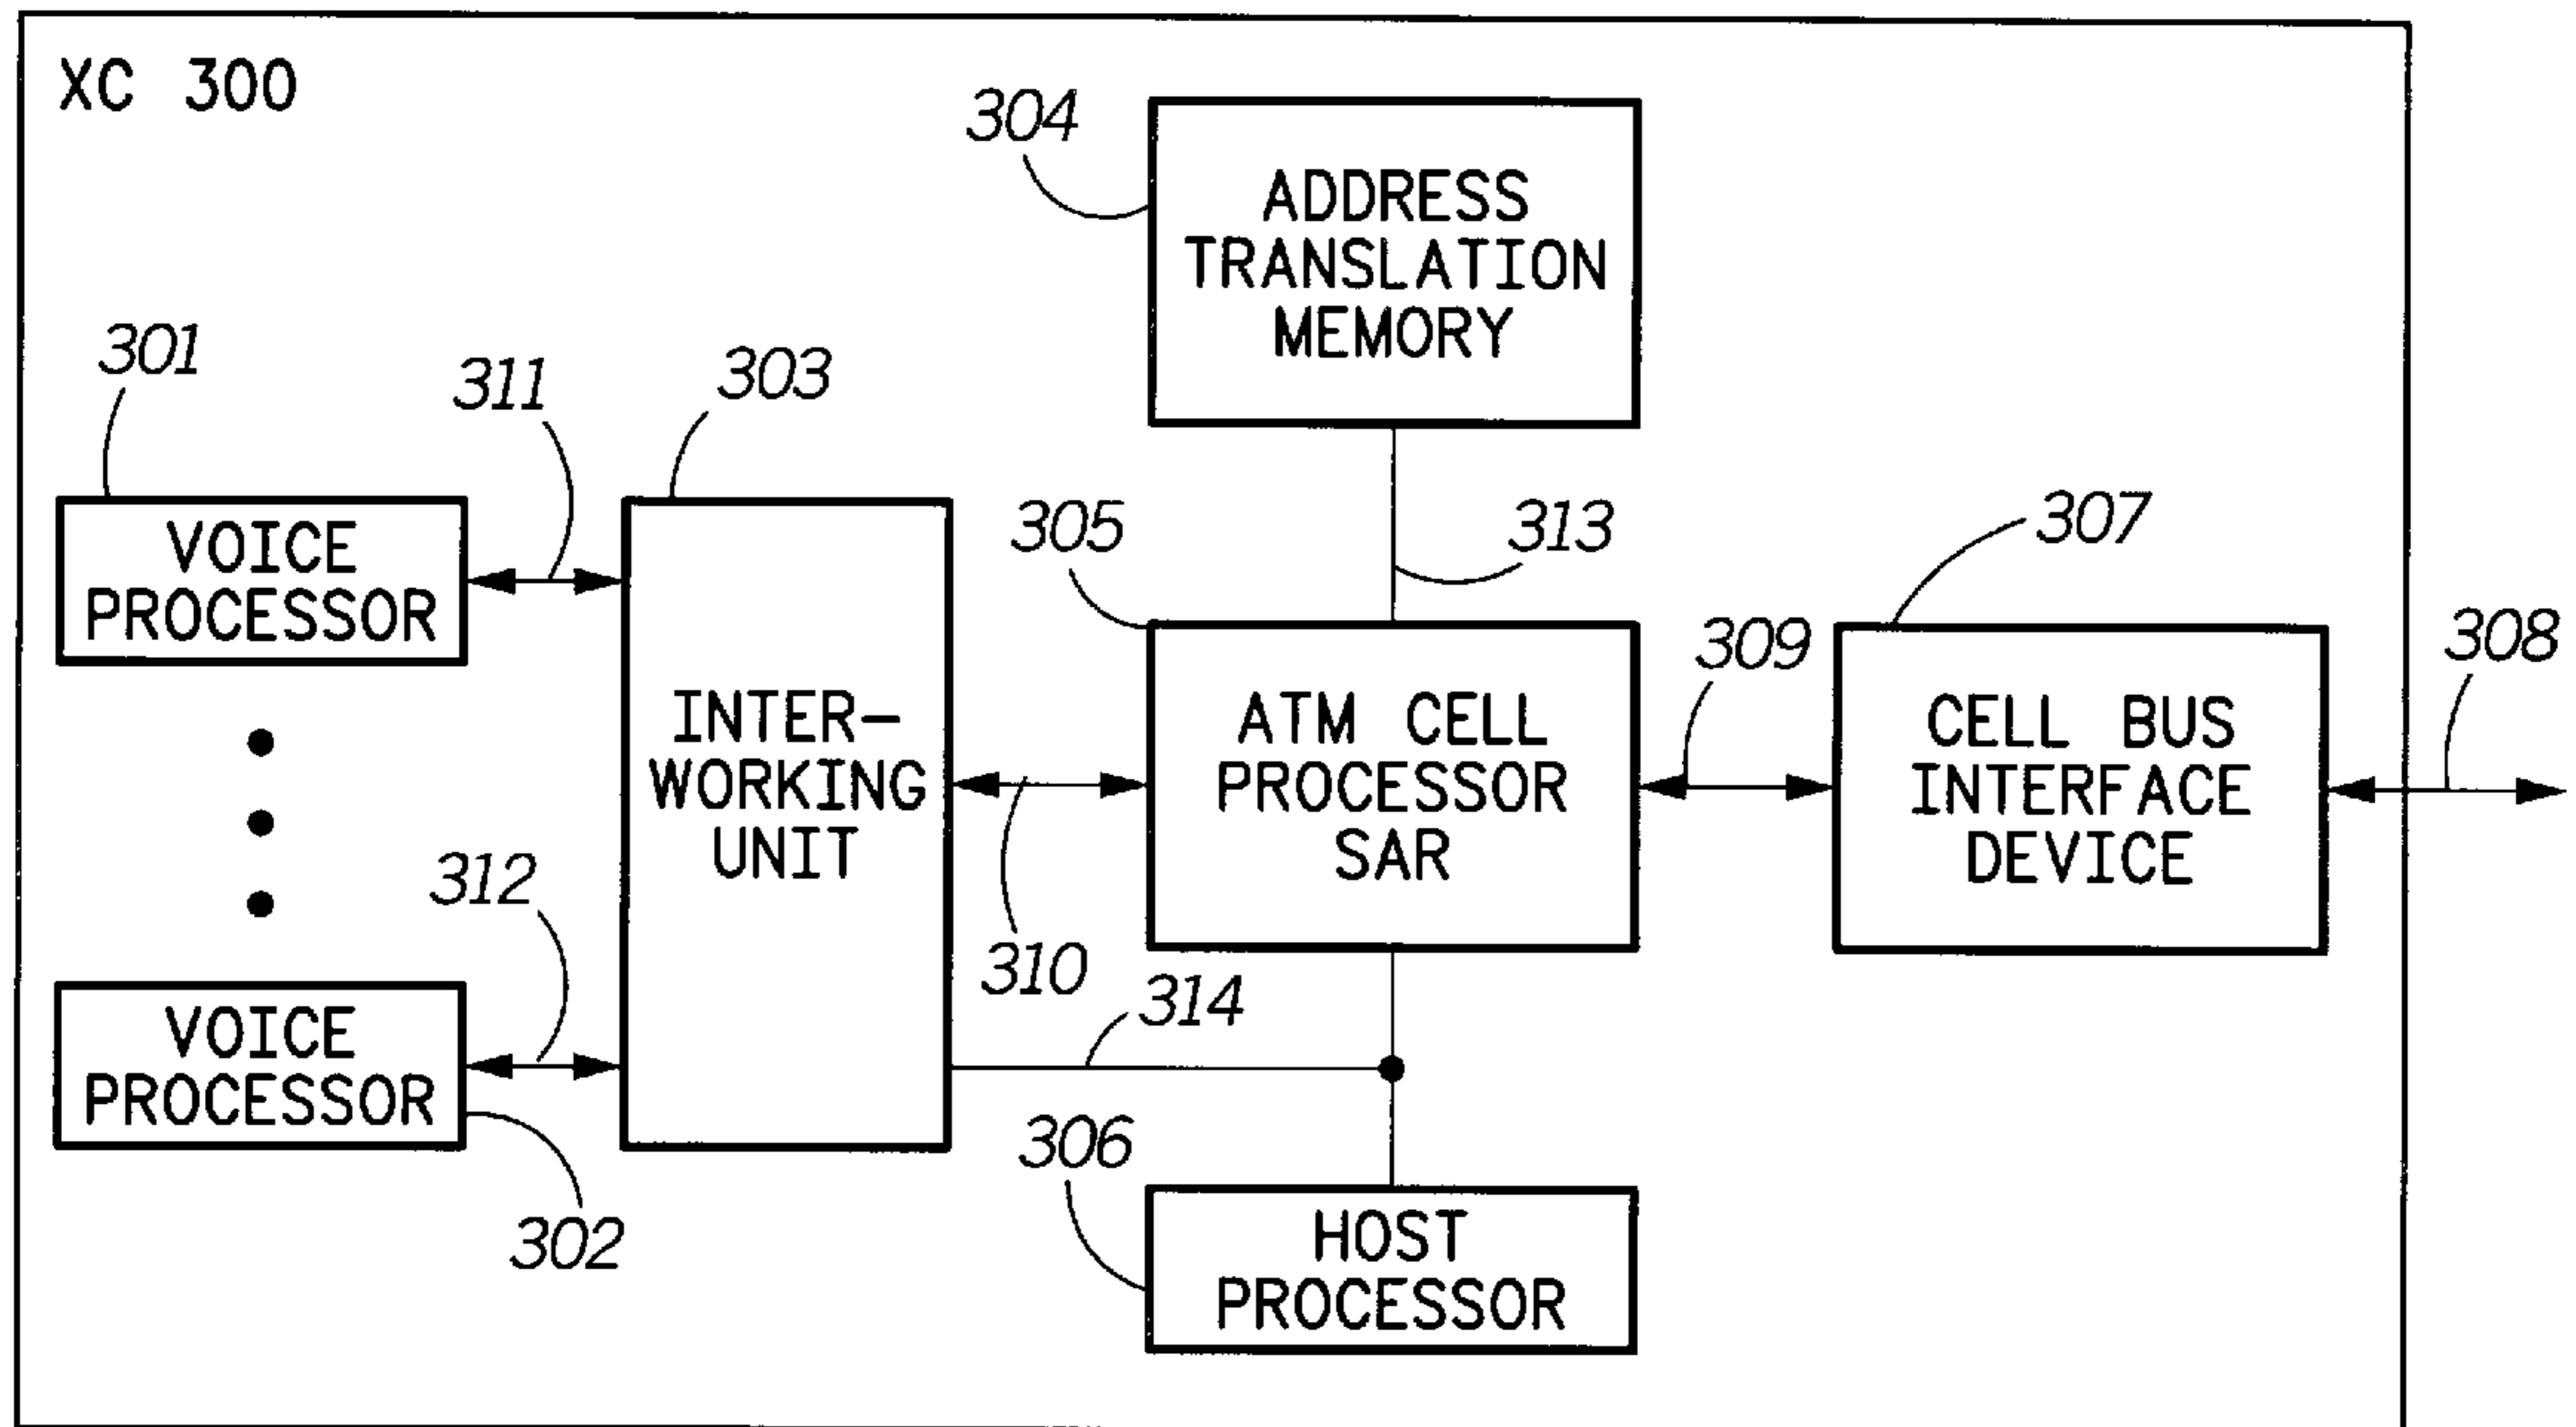 XC 300
304
ADDRESS
TRANSLATION
MEMORY
301
311
303
VOICE
PROCESSOR
305
313
307
INTER-
WORKING
UNIT
ATM CELL
PROCESSOR
SAR
309
CELL BUS
INTERFACE
DEVICE
308
312
310
314
VOICE
PROCESSOR
302
306
HOST
PROCESSOR